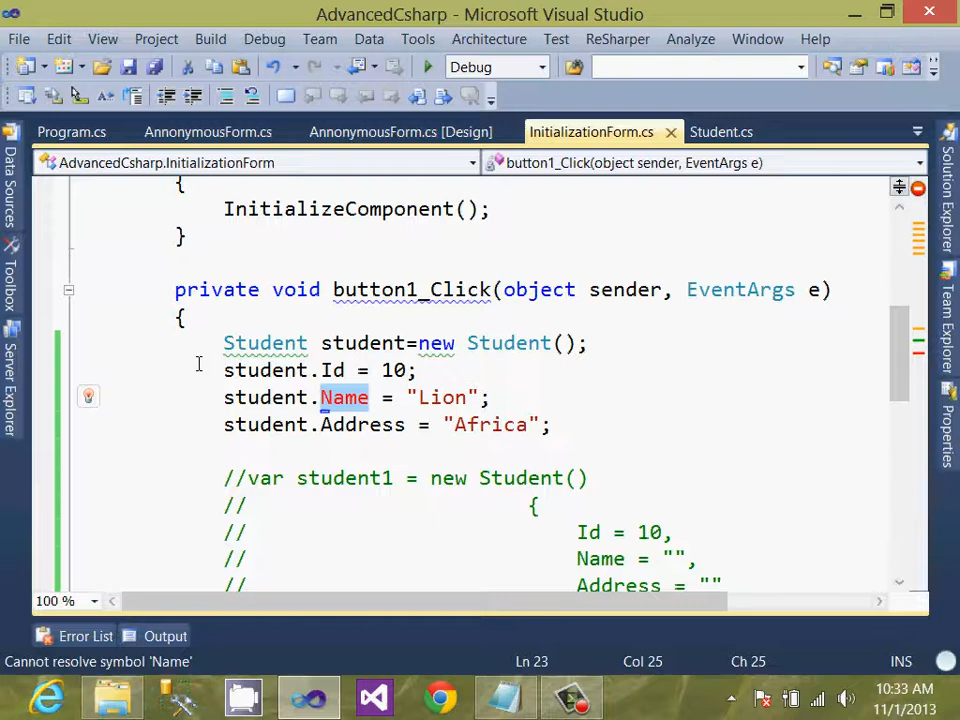 AdvancedCsharp - Microsoft Visual Studio
File Edit View Project Build Debug Team Data Tools Architecture Test ReSharper Analyze Window Help
Debug
Program.cs AnnonymousForm.cs AnnonymousForm.cs [Design] InitializationForm.cs Student.cs
AdvancedCsharp.InitializationForm button1_Click(object sender, EventArgs e)
{
InitializeComponent();
}
private void button1_Click(object sender, EventArgs e)
{
Student student=new Student();
student.Id = 10;
student.Name = "Lion";
student.Address = "Africa";
//var student1 = new Student()
// {
// Id = 10,
// Name = "",
// Address = ""
100 %
Data Sources
Toolbox
Server Explorer
Solution Explorer
Team Explorer
Properties
Error List Output
Cannot resolve symbol 'Name' Ln 23 Col 25 Ch 25 INS
10:33 AM
11/1/2013